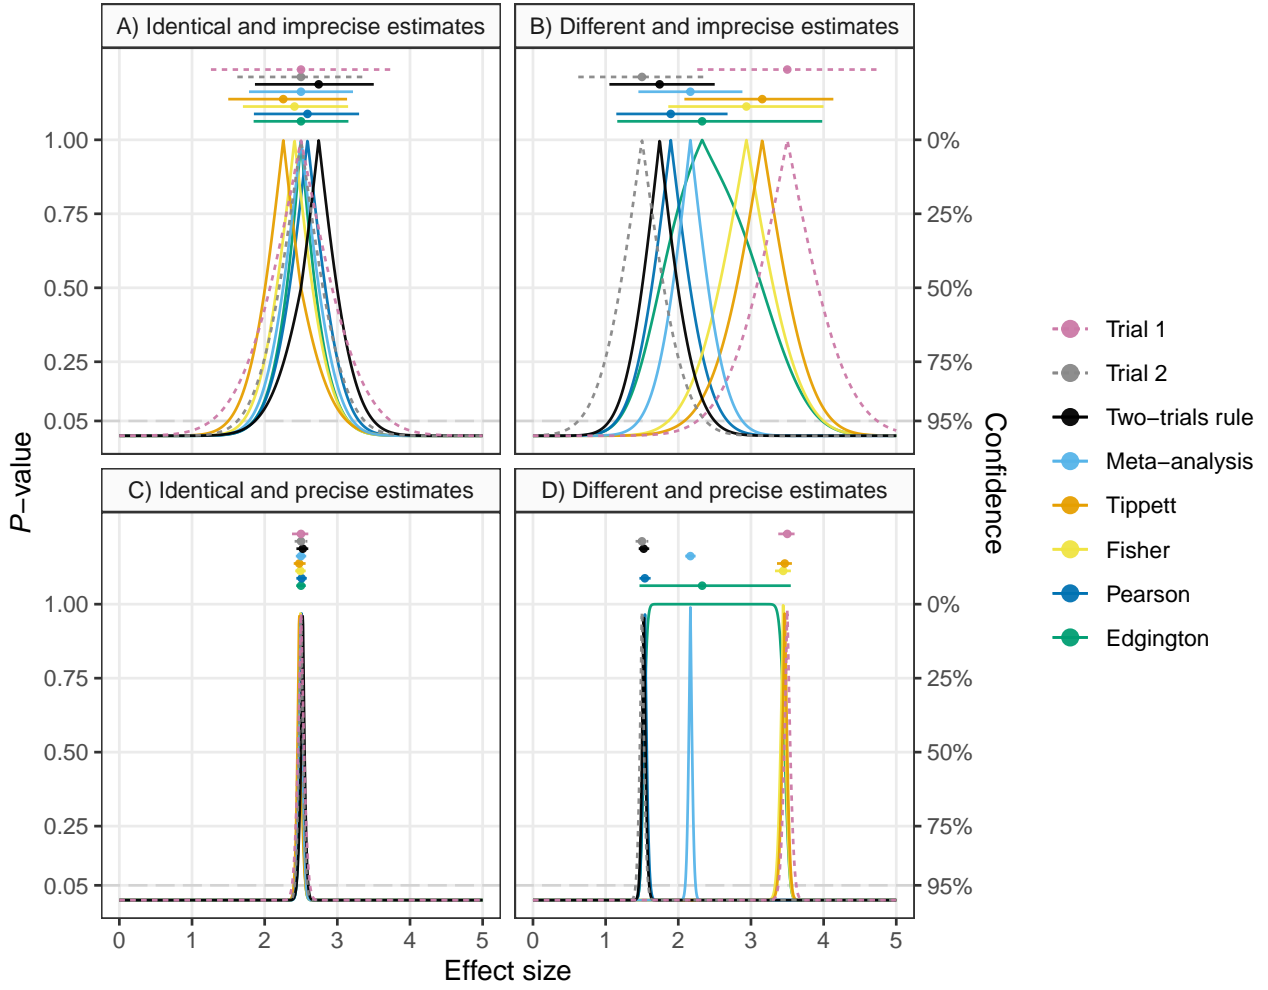 A) Identical and imprecise estimates
B) Different and imprecise estimates
1.00
0.75
0.50
0.25
0.05
0%
25%
50%
75%
95%
C) Identical and precise estimates
D) Different and precise estimates
1.00
0.75
0.50
0.25
0.05
0%
25%
50%
75%
95%
0 1 2 3 4 5
0 1 2 3 4 5
P−value
Effect size
Confidence
Trial 1
Trial 2
Two−trials rule
Meta−analysis
Tippett
Fisher
Pearson
Edgington